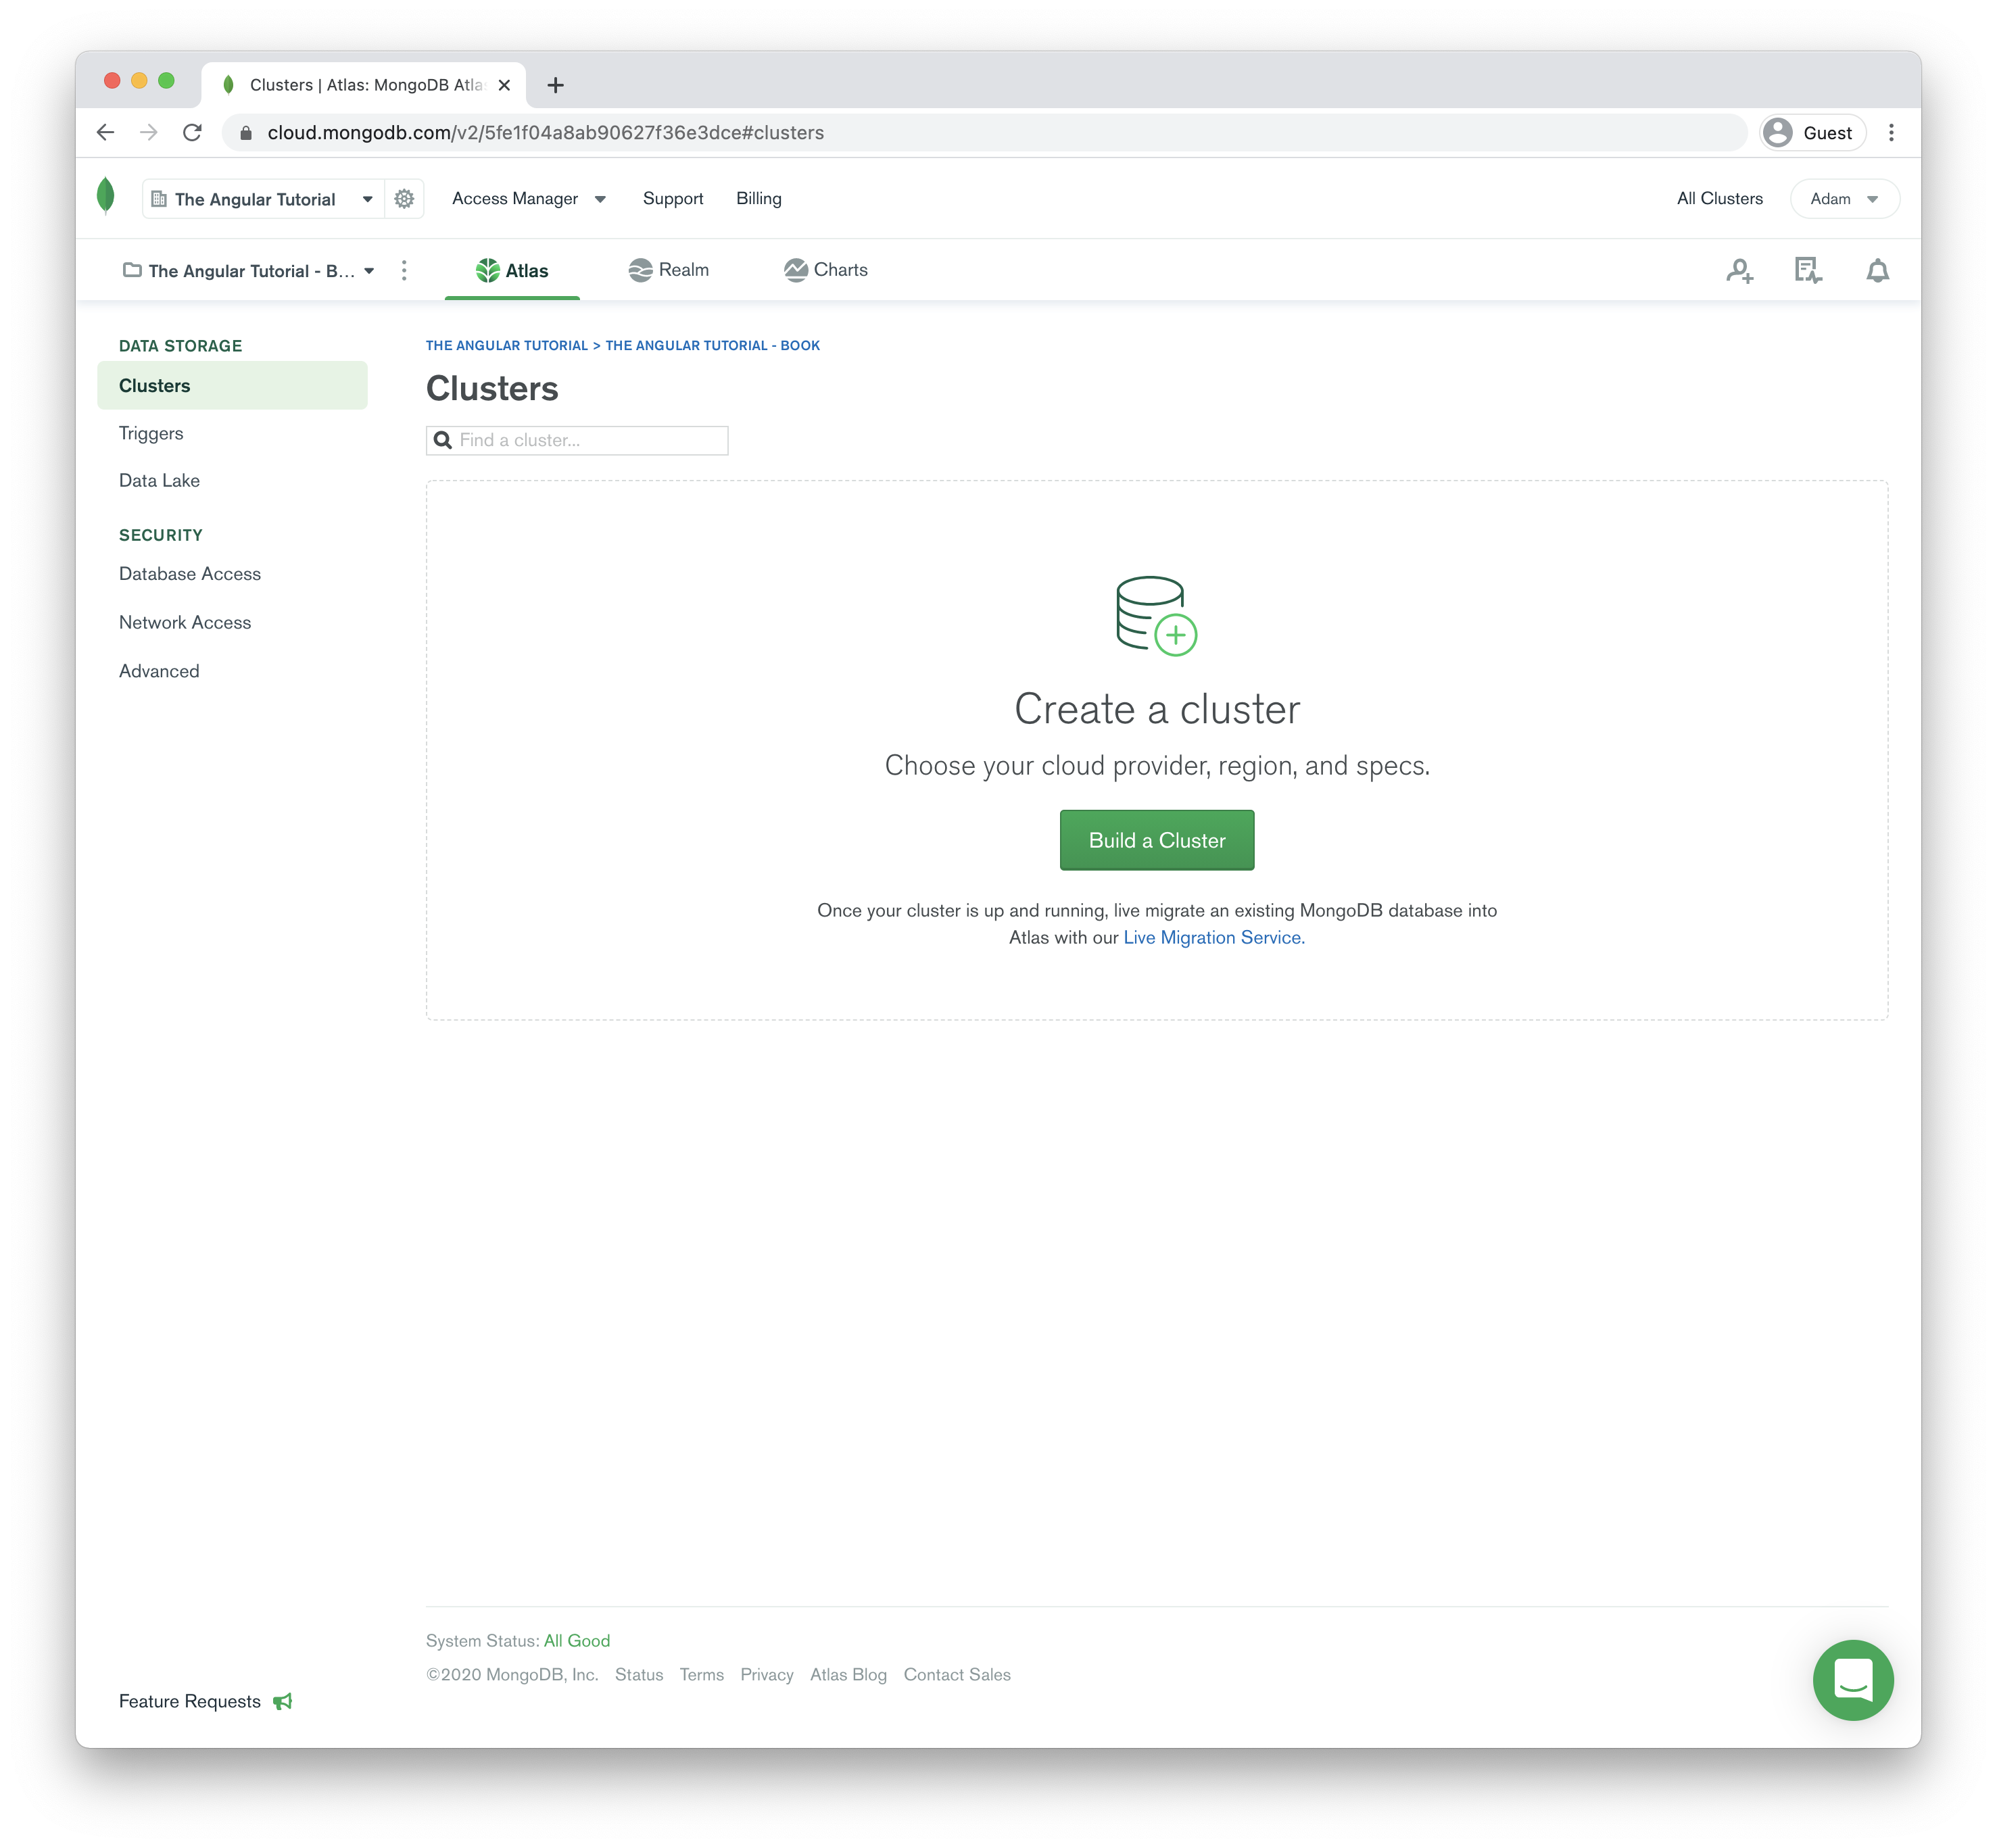 Clusters | Atlas: MongoDB Atla
cloud.mongodb.com/v2/5fe1f04a8ab90627f36e3dce#clusters
Guest
The Angular Tutorial
Access Manager
Support
Billing
All Clusters
Adam
The Angular Tutorial - B...
Atlas
Realm
Charts
DATA STORAGE
Clusters
Triggers
Data Lake
SECURITY
Database Access
Network Access
Advanced
THE ANGULAR TUTORIAL > THE ANGULAR TUTORIAL - BOOK
Clusters
Find a cluster...
Create a cluster
Choose your cloud provider, region, and specs.
Build a Cluster
Once your cluster is up and running, live migrate an existing MongoDB database into
Atlas with our Live Migration Service.
System Status: All Good
©2020 MongoDB, Inc. Status Terms Privacy Atlas Blog Contact Sales
Feature Requests